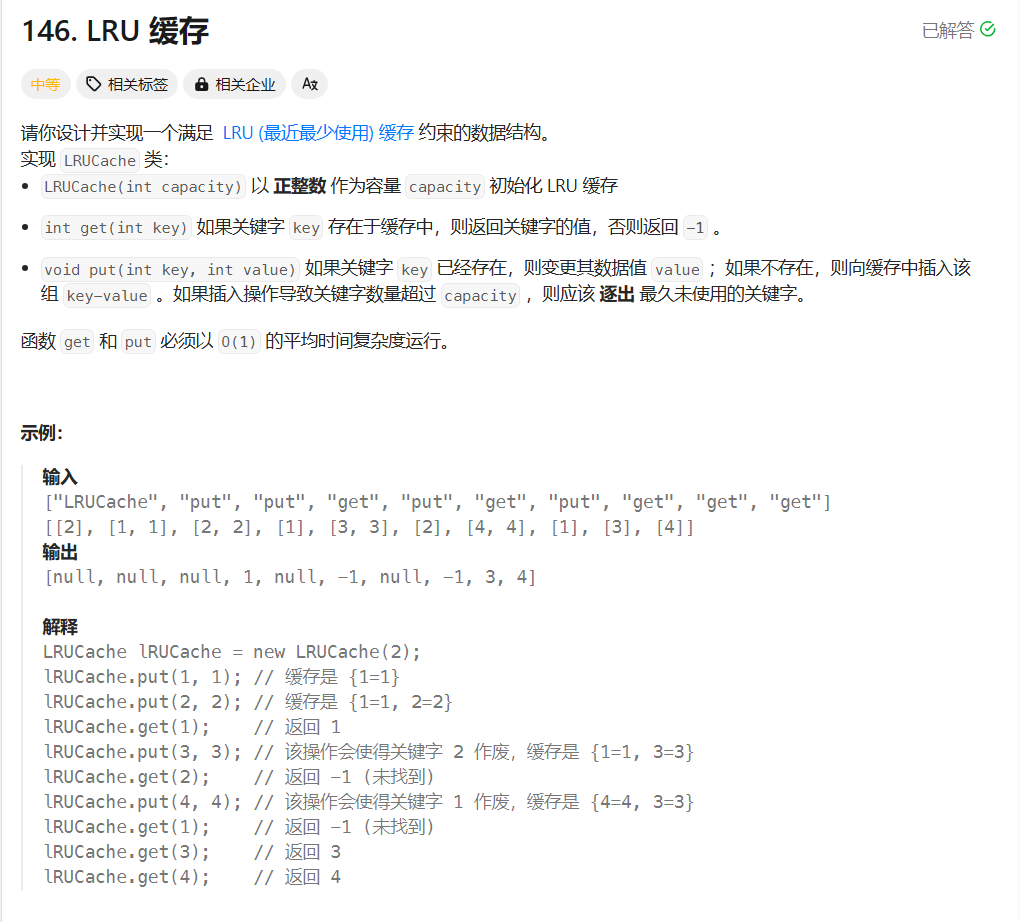 146. LRU 缓存
已解答
中等
相关标签
相关企业
请你设计并实现一个满足 LRU (最近最少使用) 缓存 约束的数据结构。
实现 LRUCache 类：
• LRUCache(int capacity) 以 正整数 作为容量 capacity 初始化 LRU 缓存
• int get(int key) 如果关键字 key 存在于缓存中，则返回关键字的值，否则返回 -1 。
• void put(int key, int value) 如果关键字 key 已经存在，则变更其数据值 value ；如果不存在，则向缓存中插入该
组 key-value 。如果插入操作导致关键字数量超过 capacity ，则应该 逐出 最久未使用的关键字。
函数 get 和 put 必须以 O(1) 的平均时间复杂度运行。
示例：
输入
["LRUCache", "put", "put", "get", "put", "get", "put", "get", "get", "get"]
[[2], [1, 1], [2, 2], [1], [3, 3], [2], [4, 4], [1], [3], [4]]
输出
[null, null, null, 1, null, -1, null, -1, 3, 4]
解释
LRUCache lRUCache = new LRUCache(2);
lRUCache.put(1, 1); // 缓存是 {1=1}
lRUCache.put(2, 2); // 缓存是 {1=1, 2=2}
lRUCache.get(1);    // 返回 1
lRUCache.put(3, 3); // 该操作会使得关键字 2 作废，缓存是 {1=1, 3=3}
lRUCache.get(2);    // 返回 -1 (未找到)
lRUCache.put(4, 4); // 该操作会使得关键字 1 作废，缓存是 {4=4, 3=3}
lRUCache.get(1);    // 返回 -1 (未找到)
lRUCache.get(3);    // 返回 3
lRUCache.get(4);    // 返回 4